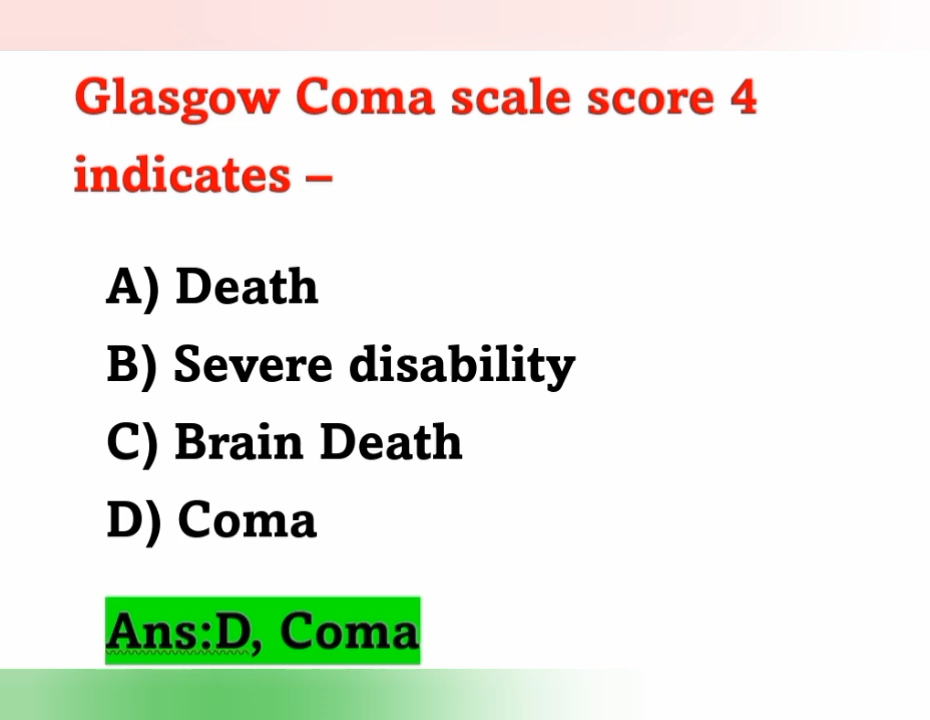 Glasgow Coma scale score 4
indicates –
A) Death
B) Severe disability
C) Brain Death
D) Coma
Ans:D, Coma